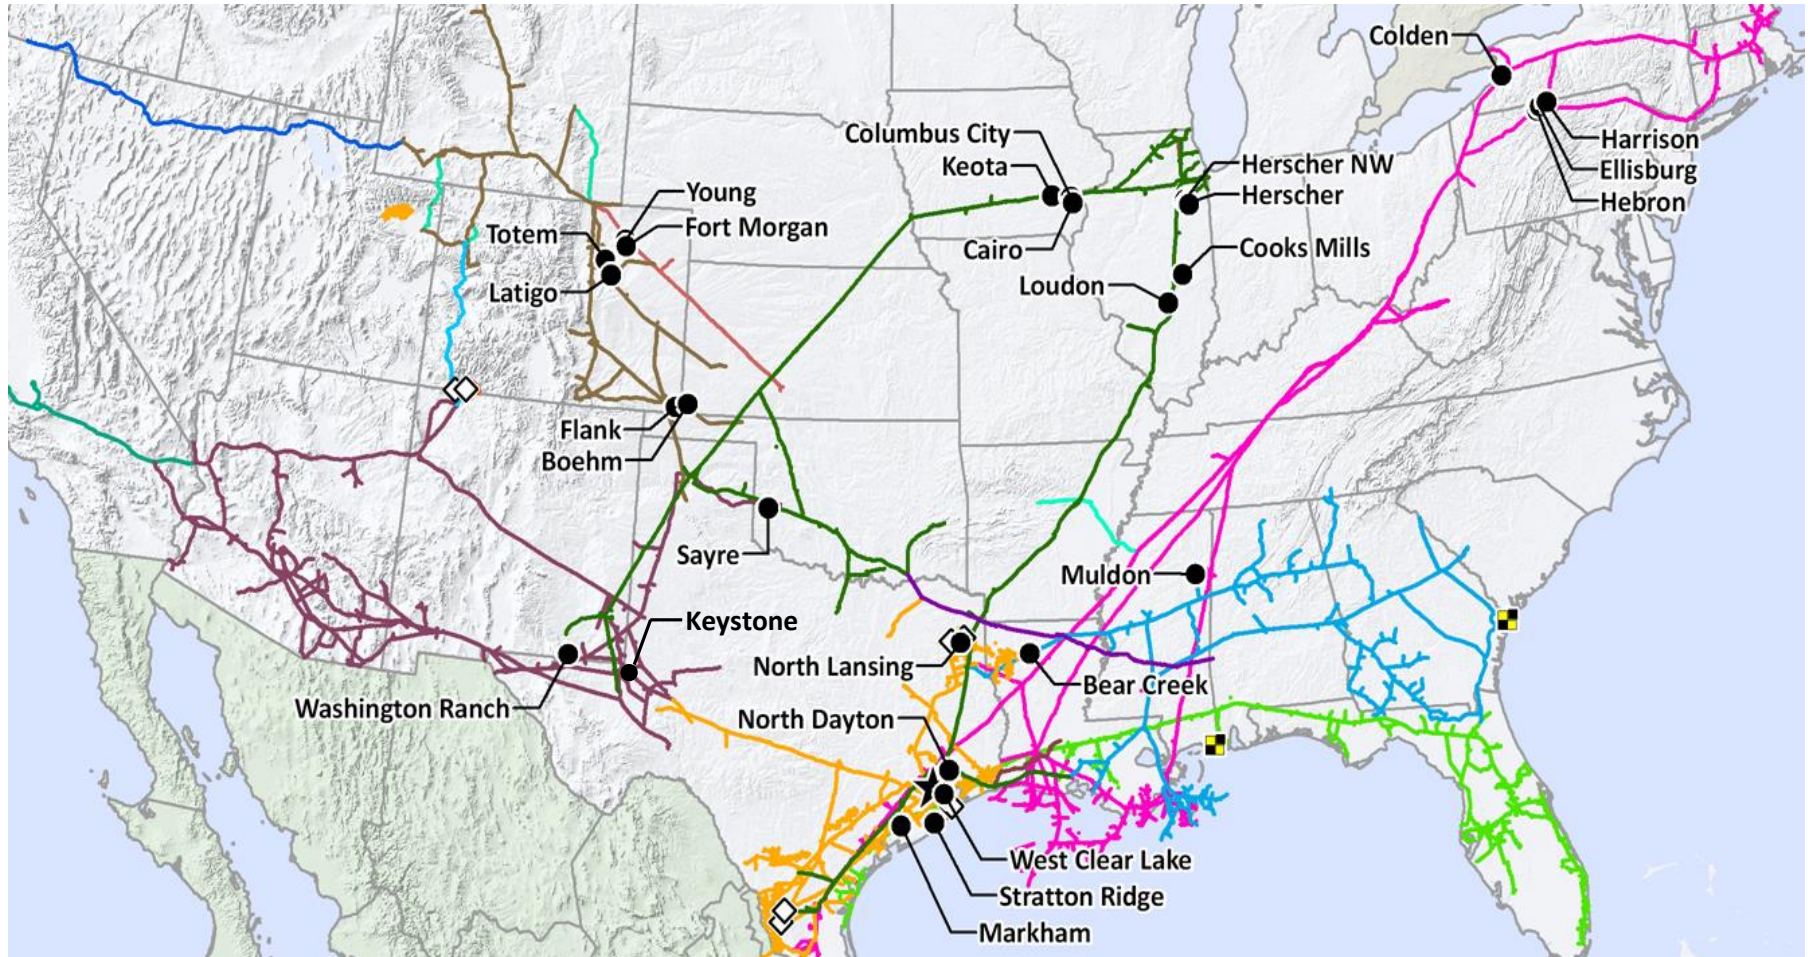 Colden
Columbus City
Harrison
Keota
Herscher NW
Ellisburg
Young
Herscher
Hebron
Fort Morgan
Totem
Cairo
Cooks Mills
Latigo
Loudon
Flank
Boehm
Sayre
Muldon
Keystone
North Lansing
Bear Creek
Washington Ranch
North Dayton
West Clear Lake
Stratton Ridge
Markham